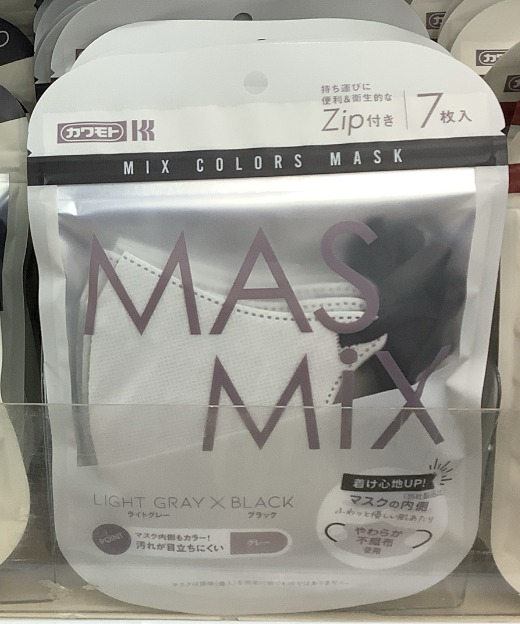 持ち運びに
便利&衛生的な
Zip付き 7枚入
カワモト
MIX COLORS MASK
MAS
MiX
LIGHT GRAY×BLACK
ライトグレー ブラック
POINT
マスク内側もカラー!
汚れが目立ちにくい
グレー
着け心地UP!
マスクの内側
ふわっと優しい肌あたり
やわらか
不織布
使用
カワモト